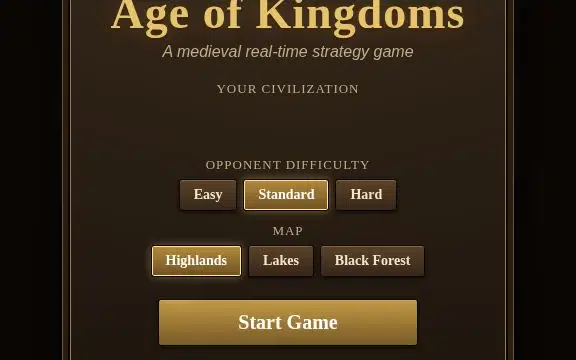 Age of Kingdoms
A medieval real-time strategy game
YOUR CIVILIZATION
OPPONENT DIFFICULTY
Easy Standard Hard
MAP
Highlands Lakes Black Forest
Start Game